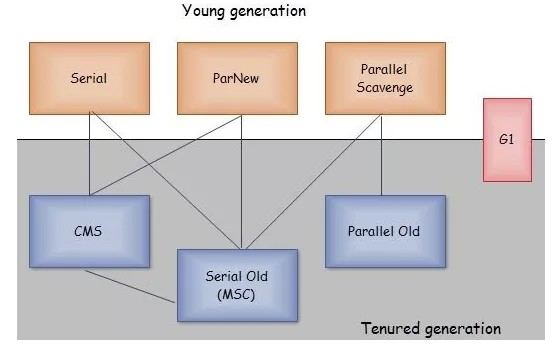 Young generation
Serial
ParNew
Parallel
Scavenge
G1
CMS
Serial Old
(MSC)
Parallel Old
Tenured generation